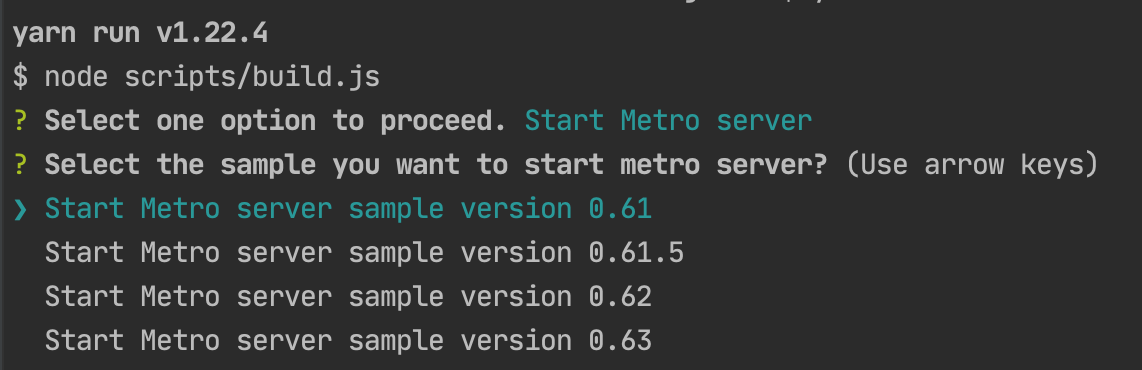 yarn run v1.22.4
$ node scripts/build.js
? Select one option to proceed. Start Metro server
? Select the sample you want to start metro server? (Use arrow keys)
❯ Start Metro server sample version 0.61
Start Metro server sample version 0.61.5
Start Metro server sample version 0.62
Start Metro server sample version 0.63